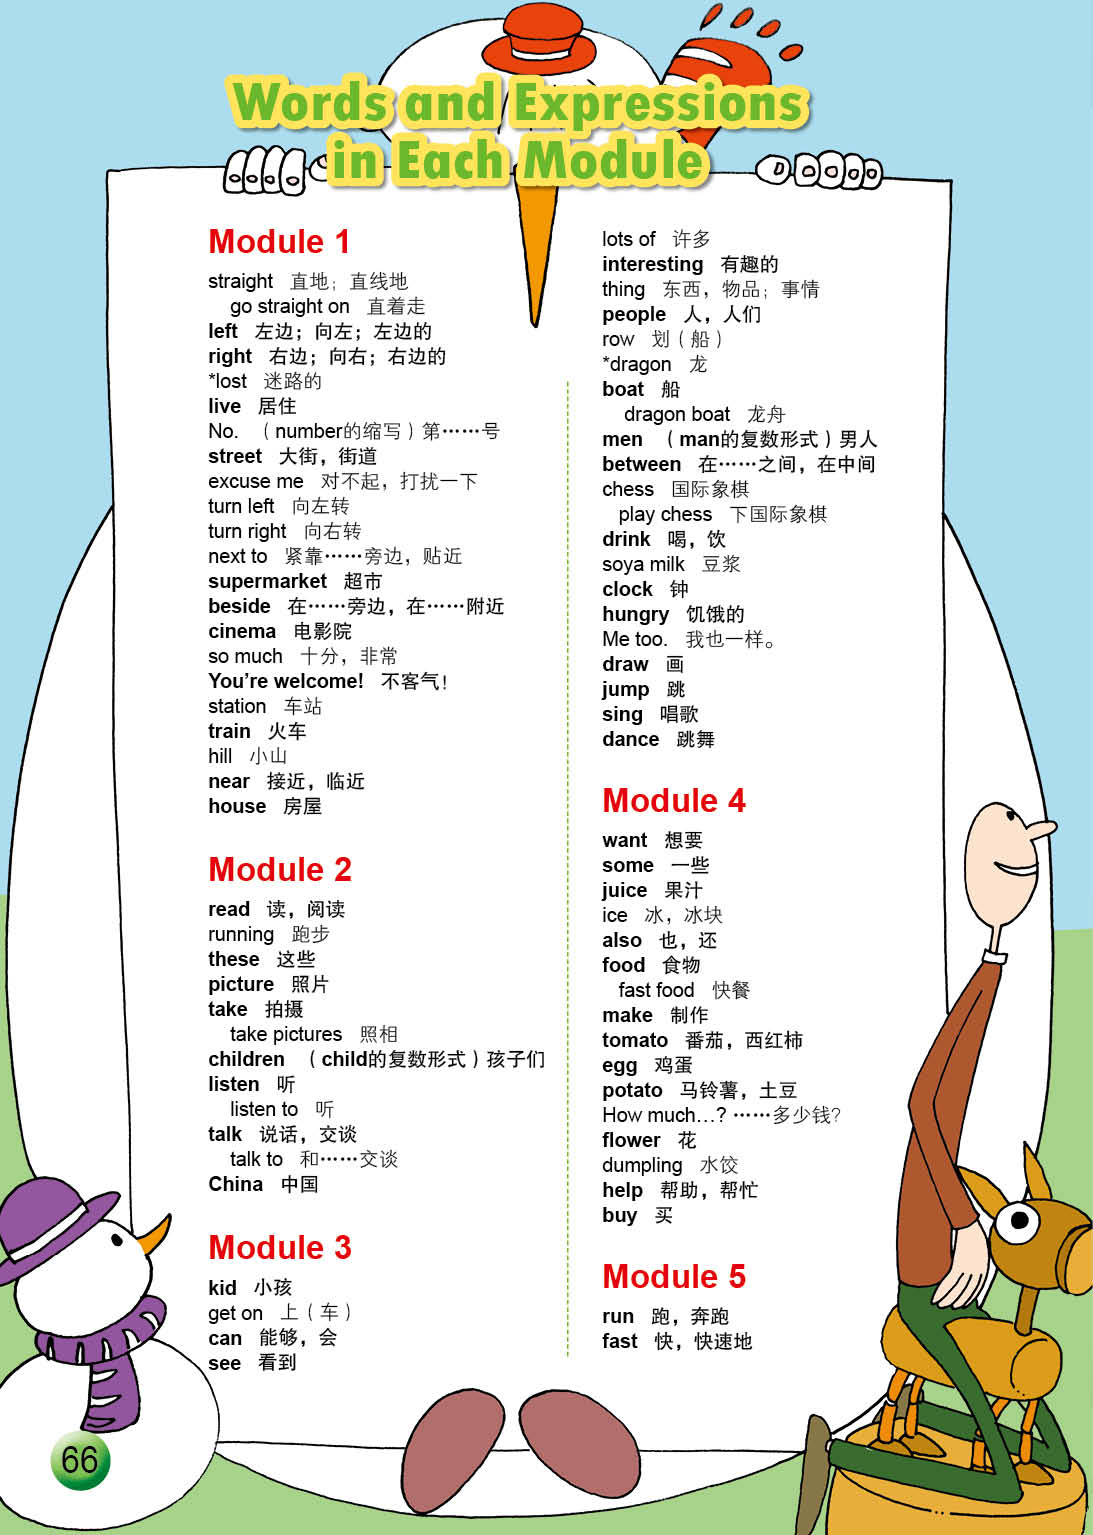 Words and Expressions
in Each Module
Module 1
straight 直地；直线地
go straight on 直着走
left 左边；向左；左边的
right 右边；向右；右边的
*lost 迷路的
live 居住
No. （number的缩写）第……号
street 大街，街道
excuse me 对不起，打扰一下
turn left 向左转
turn right 向右转
next to 紧靠……旁边，贴近
supermarket 超市
beside 在……旁边，在……附近
cinema 电影院
so much 十分，非常
You're welcome! 不客气！
station 车站
train 火车
hill 小山
near 接近，临近
house 房屋
Module 2
read 读，阅读
running 跑步
these 这些
picture 照片
take 拍摄
take pictures 照相
children （child的复数形式）孩子们
listen 听
listen to 听
talk 说话，交谈
talk to 和……交谈
China 中国
Module 3
kid 小孩
get on 上（车）
can 能够，会
see 看到
lots of 许多
interesting 有趣的
thing 东西，物品；事情
people 人，人们
row 划（船）
*dragon 龙
boat 船
dragon boat 龙舟
men （man的复数形式）男人
between 在……之间，在中间
chess 国际象棋
play chess 下国际象棋
drink 喝，饮
soya milk 豆浆
clock 钟
hungry 饥饿的
Me too. 我也一样。
draw 画
jump 跳
sing 唱歌
dance 跳舞
Module 4
want 想要
some 一些
juice 果汁
ice 冰，冰块
also 也，还
food 食物
fast food 快餐
make 制作
tomato 番茄，西红柿
egg 鸡蛋
potato 马铃薯，土豆
How much…? ……多少钱？
flower 花
dumpling 水饺
help 帮助，帮忙
buy 买
Module 5
run 跑，奔跑
fast 快，快速地
66